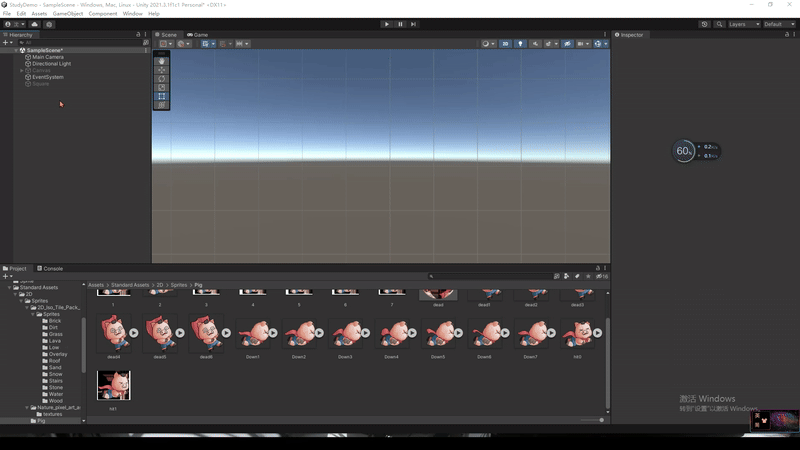 StudyDemo - SampleScene - Windows, Mac, Linux - Unity 2021.3.1f1c1 Personal* <DX11>
File Edit Assets GameObject Component Window Help
Layers Default
Hierarchy Scene Game Inspector
All
SampleScene*
Main Camera
Directional Light
Canvas
EventSystem
Square
60%
0.2
0.1
Project Console
Assets > Standard Assets > 2D > Sprites > Pig
Standard Assets
2D
Sprites
2D_Iso_Tile_Pack_
Sprites
Brick
Dirt
Grass
Lava
Low
Overlay
Roof
Sand
Snow
Stairs
Stone
Water
Wood
Nature_pixel_art_as
textures
Pig
1 2 3 4 5 6 7 dead dead1 dead2 dead3
dead4 dead5 dead6 Down1 Down2 Down3 Down4 Down5 Down6 Down7
激活 Windows
转到"设置"以激活 Windows。